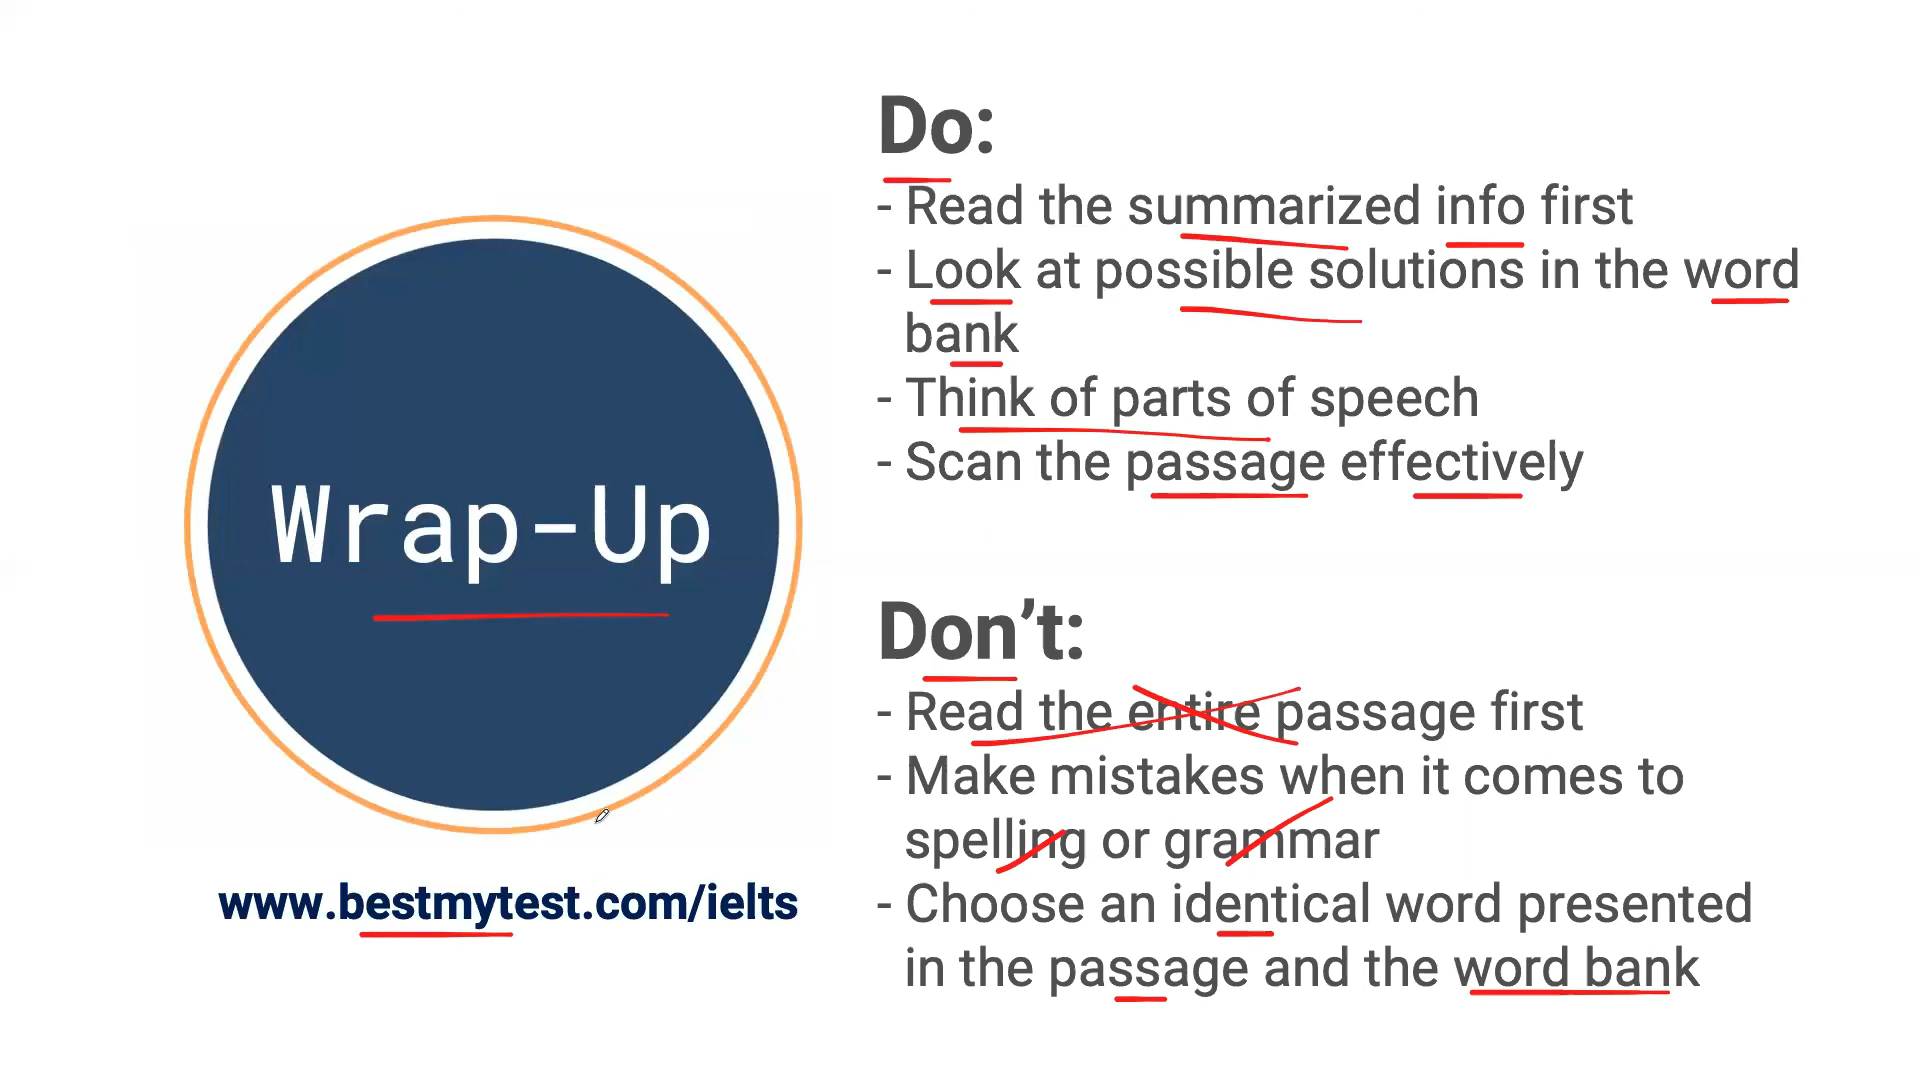 Wrap-Up
www.bestmytest.com/ielts
Do:
- Read the summarized info first
- Look at possible solutions in the word
bank
- Think of parts of speech
- Scan the passage effectively
Don’t:
- Read the entire passage first
- Make mistakes when it comes to
spelling or grammar
- Choose an identical word presented
in the passage and the word bank